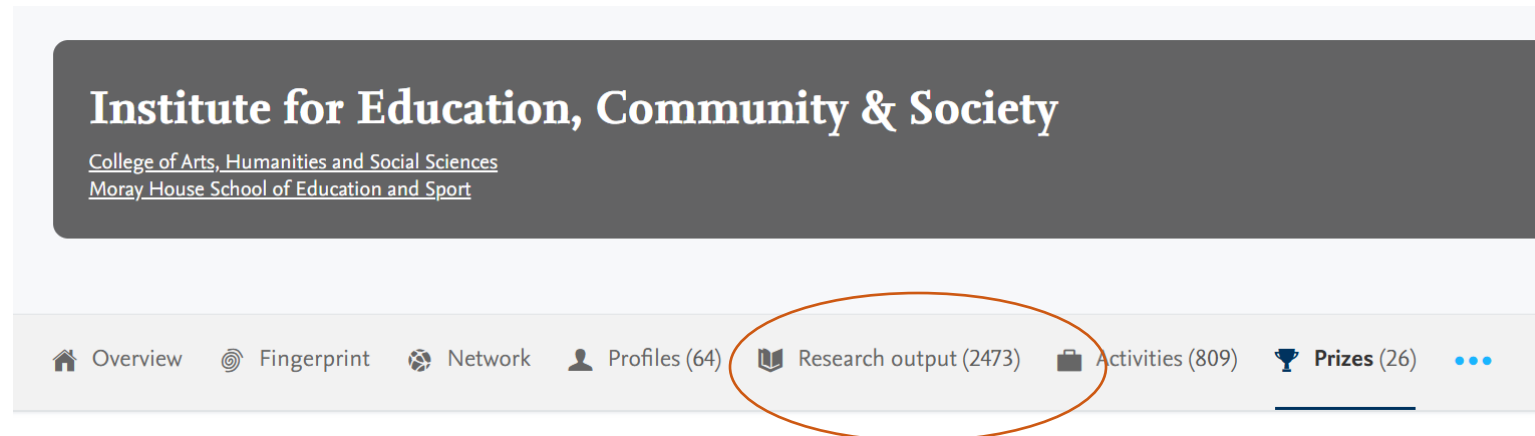 Institute for Education, Community & Society
College of Arts, Humanities and Social Sciences
Moray House School of Education and Sport
Overview Fingerprint Network Profiles (64) Research output (2473) Activities (809) Prizes (26)